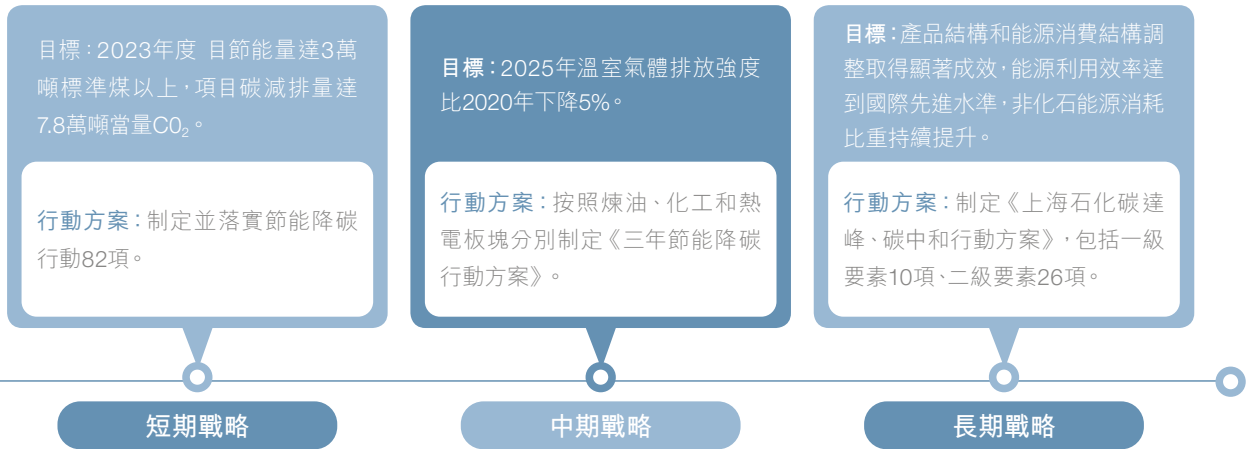 目標：2023年度 目節能量達3萬
噸標準煤以上，項目碳減排量達
7.8萬噸當量C0₂。
行動方案：制定並落實節能降碳
行動82項。
短期戰略
目標：2025年溫室氣體排放強度
比2020年下降5%。
行動方案：按照煉油、化工和熱
電板塊分別制定《三年節能降碳
行動方案》。
中期戰略
目標：產品結構和能源消費結構調
整取得顯著成效，能源利用效率達
到國際先進水準，非化石能源消耗
比重持續提升。
行動方案：制定《上海石化碳達
峰、碳中和行動方案》，包括一級
要素10項、二級要素26項。
長期戰略